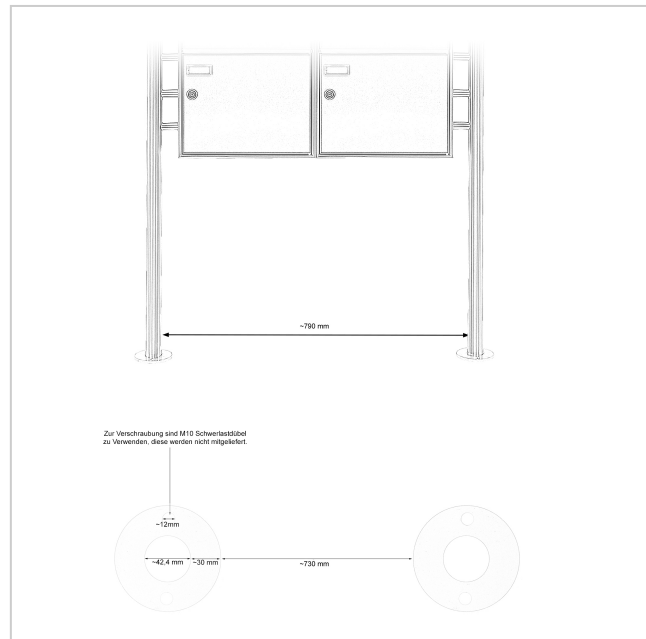 ~790 mm
Zur Verschraubung sind M10 Schwerlastdübel
zu Verwenden, diese werden nicht mitgeliefert.
~12mm
~42,4 mm
~30 mm
~730 mm